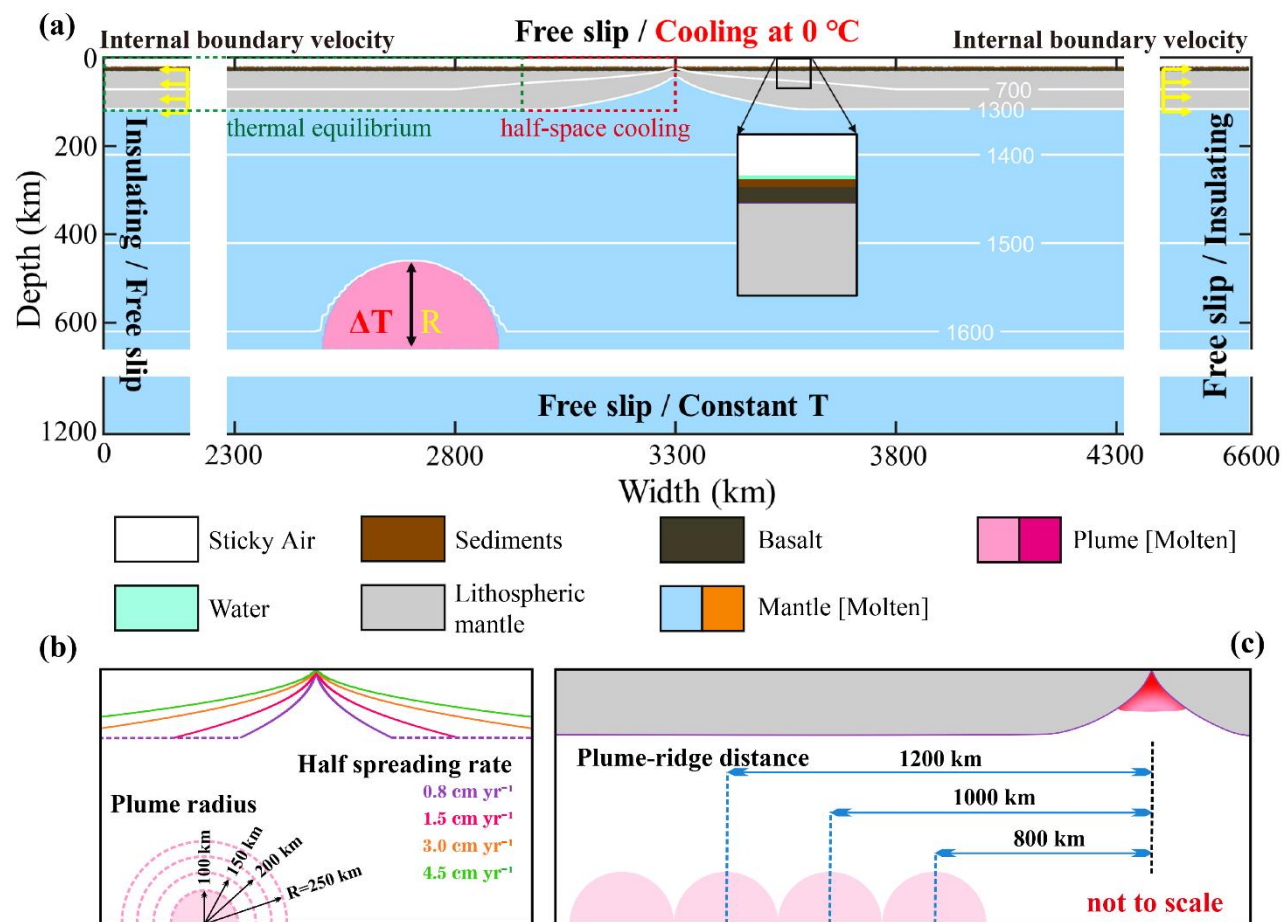 (a)
Free slip / Cooling at 0 °C
Internal boundary velocity
Internal boundary velocity
0
200
400
600
1200
Depth (km)
700
1300
1400
1500
1600
thermal equilibrium
half-space cooling
Insulating / Free slip
Free slip / Insulating
ΔT
R
Free slip / Constant T
0
2300
2800
3300
3800
4300
6600
Width (km)
Sticky Air
Sediments
Basalt
Plume [Molten]
Water
Lithospheric
mantle
Mantle [Molten]
(b)
Half spreading rate
0.8 cm yr⁻¹
1.5 cm yr⁻¹
3.0 cm yr⁻¹
4.5 cm yr⁻¹
Plume radius
100 km
150 km
200 km
R=250 km
(c)
Plume-ridge distance
1200 km
1000 km
800 km
not to scale